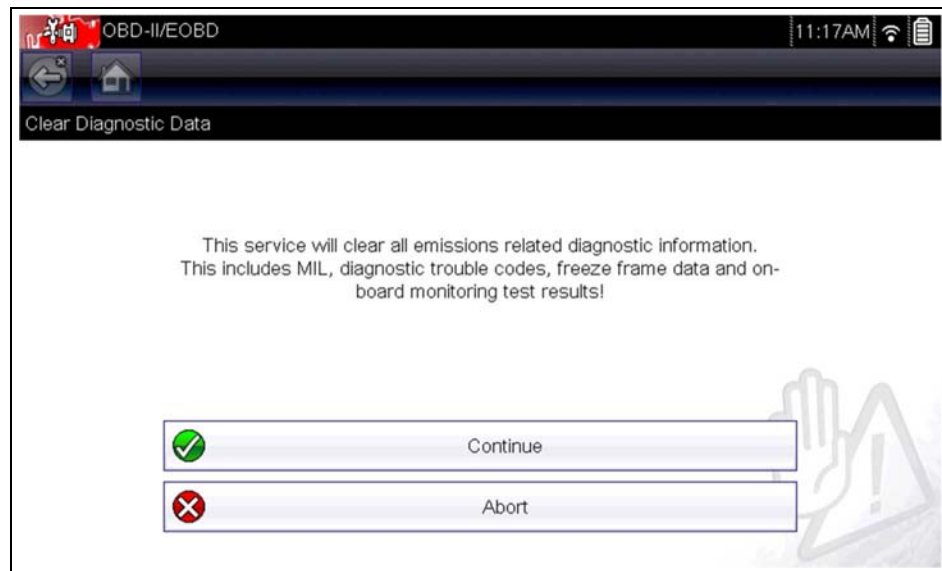 OBD-II/EOBD
11:17AM
Clear Diagnostic Data
This service will clear all emissions related diagnostic information.
This includes MIL, diagnostic trouble codes, freeze frame data and on-
board monitoring test results!
Continue
Abort